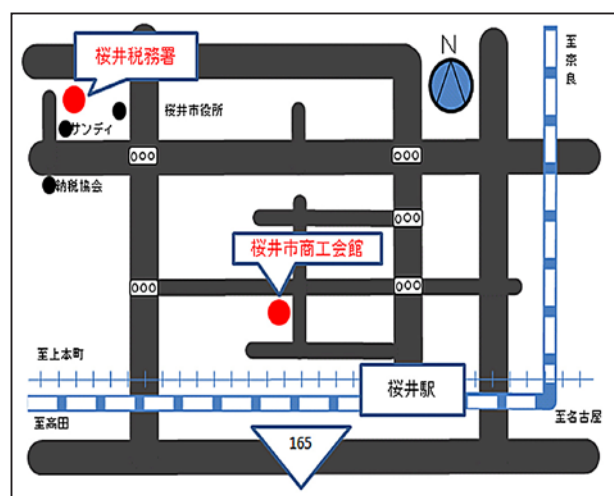 桜井税務署
N
至奈良
桜井市役所
サンディ
納税協会
桜井市商工会館
至上本町
桜井駅
至高田
至名古屋
165